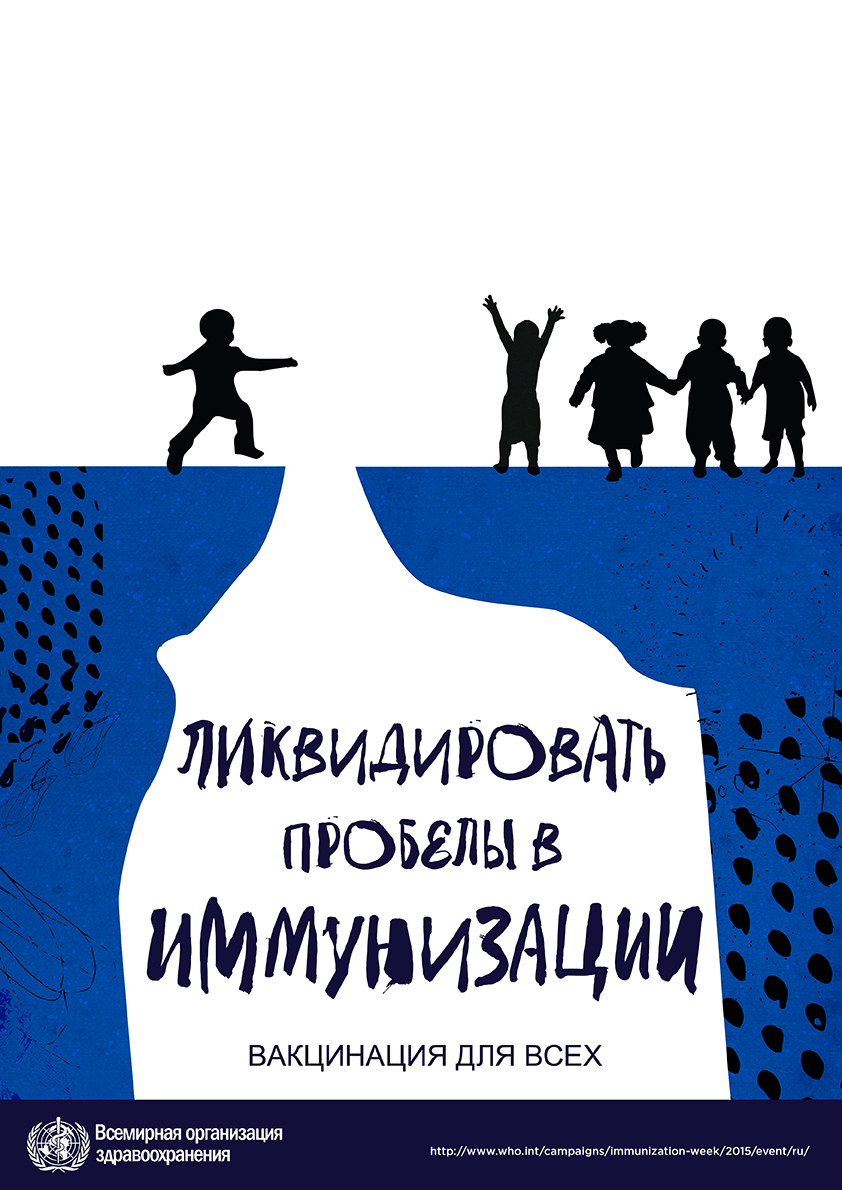 ЛИКВИДИРОВАТЬ
ПРОБЕЛЫ В
ИММУНИЗАЦИИ
ВАКЦИНАЦИЯ ДЛЯ ВСЕХ
Всемирная организация
здравоохранения
http://www.who.int/campaigns/immunization-week/2015/event/ru/